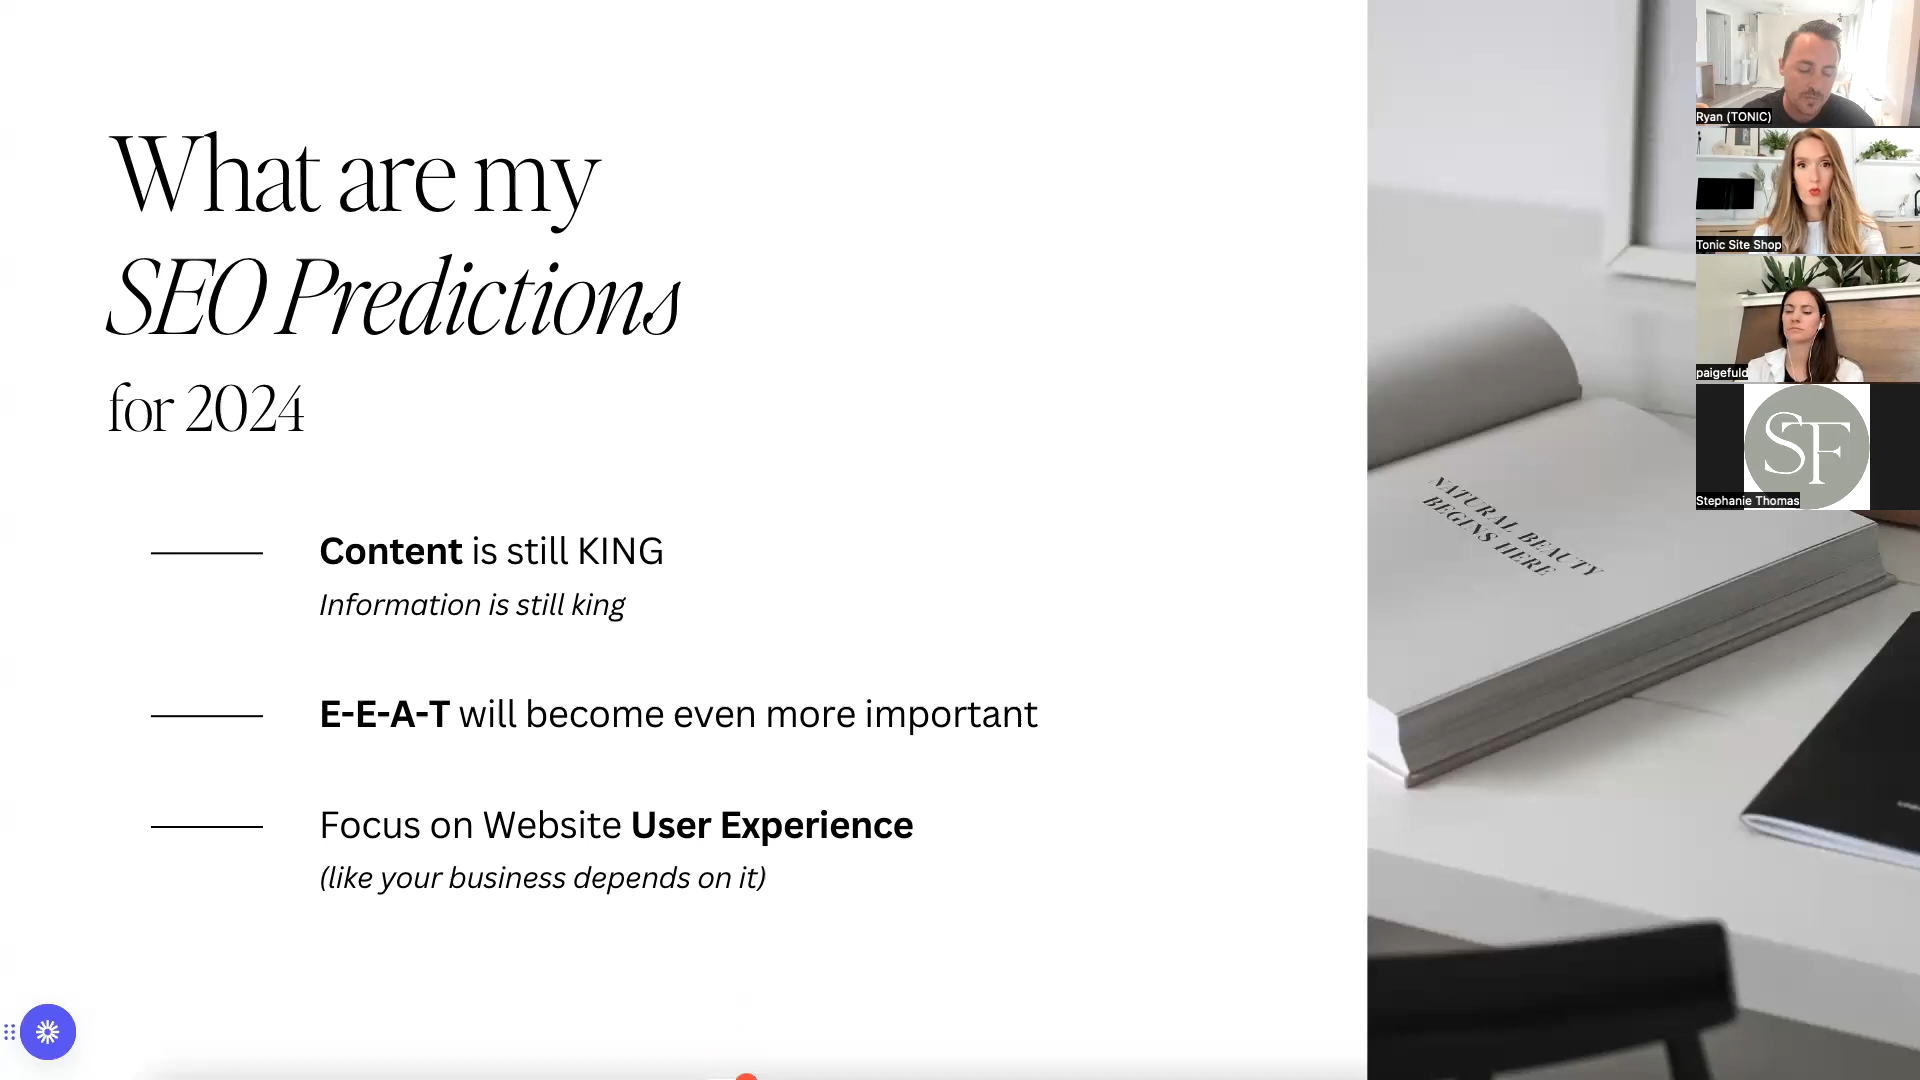 What are my
SEO Predictions
for 2024
Content is still KING
Information is still king
E-E-A-T will become even more important
Focus on Website User Experience
(like your business depends on it)
NATURAL BEAUTY
BEGINS HERE
Ryan (TONIC)
Tonic Site Shop
paigefuld
SF
Stephanie Thomas